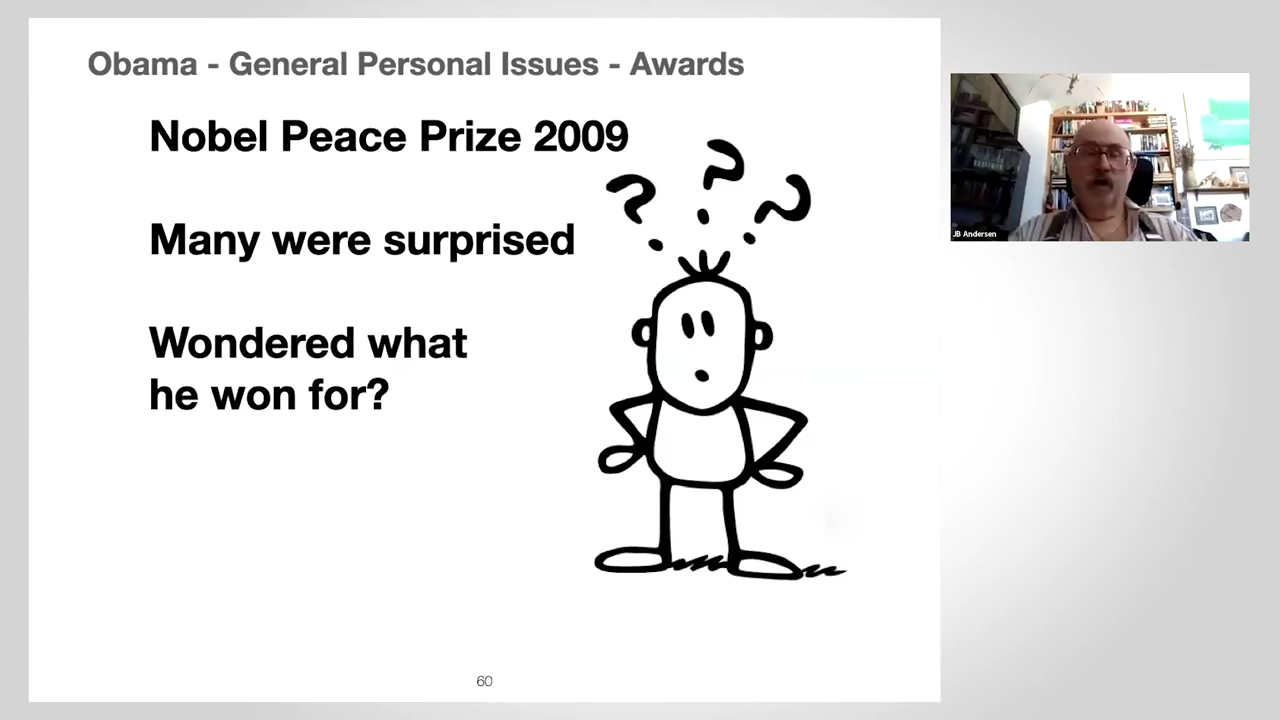 Obama - General Personal Issues - Awards
Nobel Peace Prize 2009
Many were surprised
Wondered what
he won for?
? ? ?
60
JB Andersen